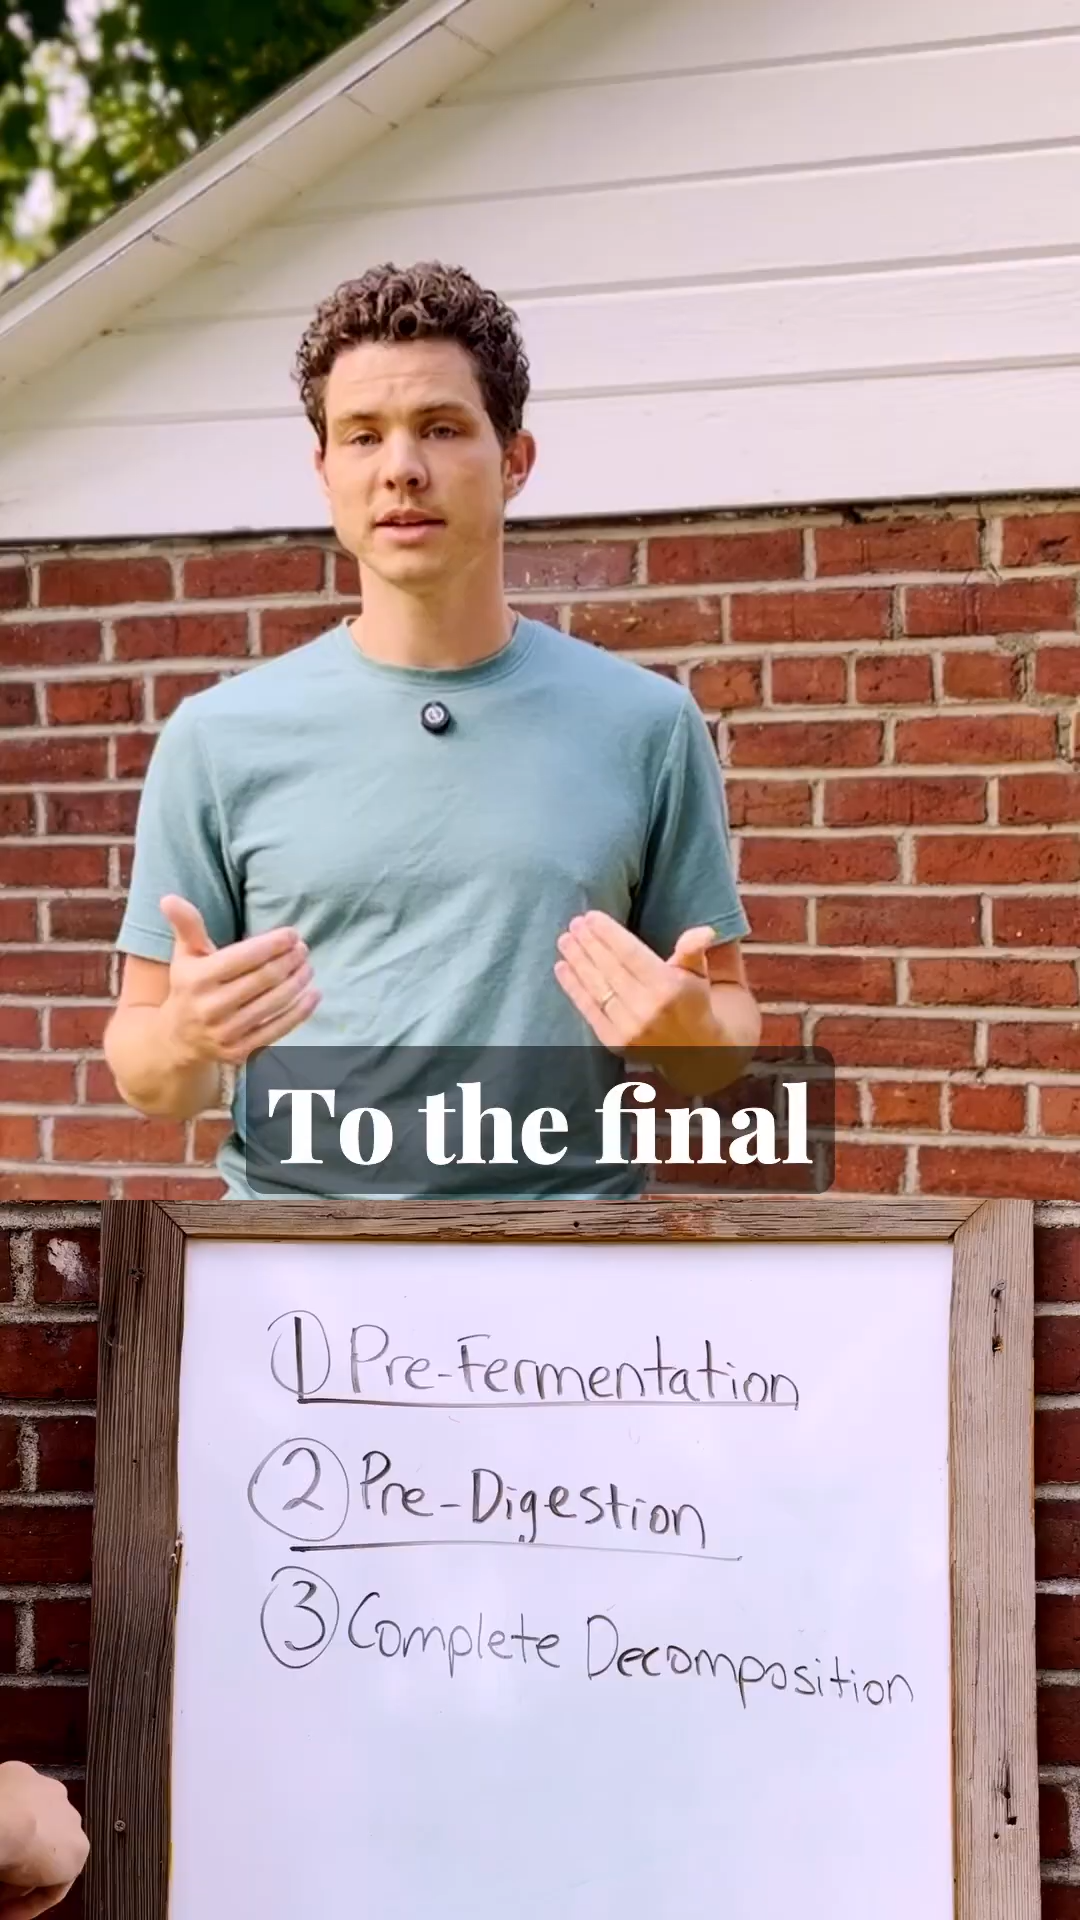 To the final
① Pre-Fermentation
② Pre-Digestion
③ Complete Decomposition